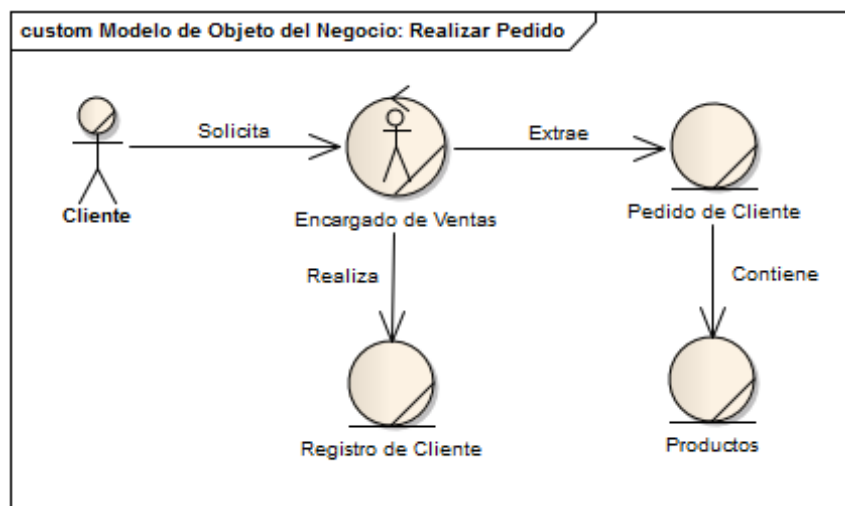 custom Modelo de Objeto del Negocio: Realizar Pedido
Solicita
Extrae
Cliente
Encargado de Ventas
Pedido de Cliente
Realiza
Contiene
Registro de Cliente
Productos